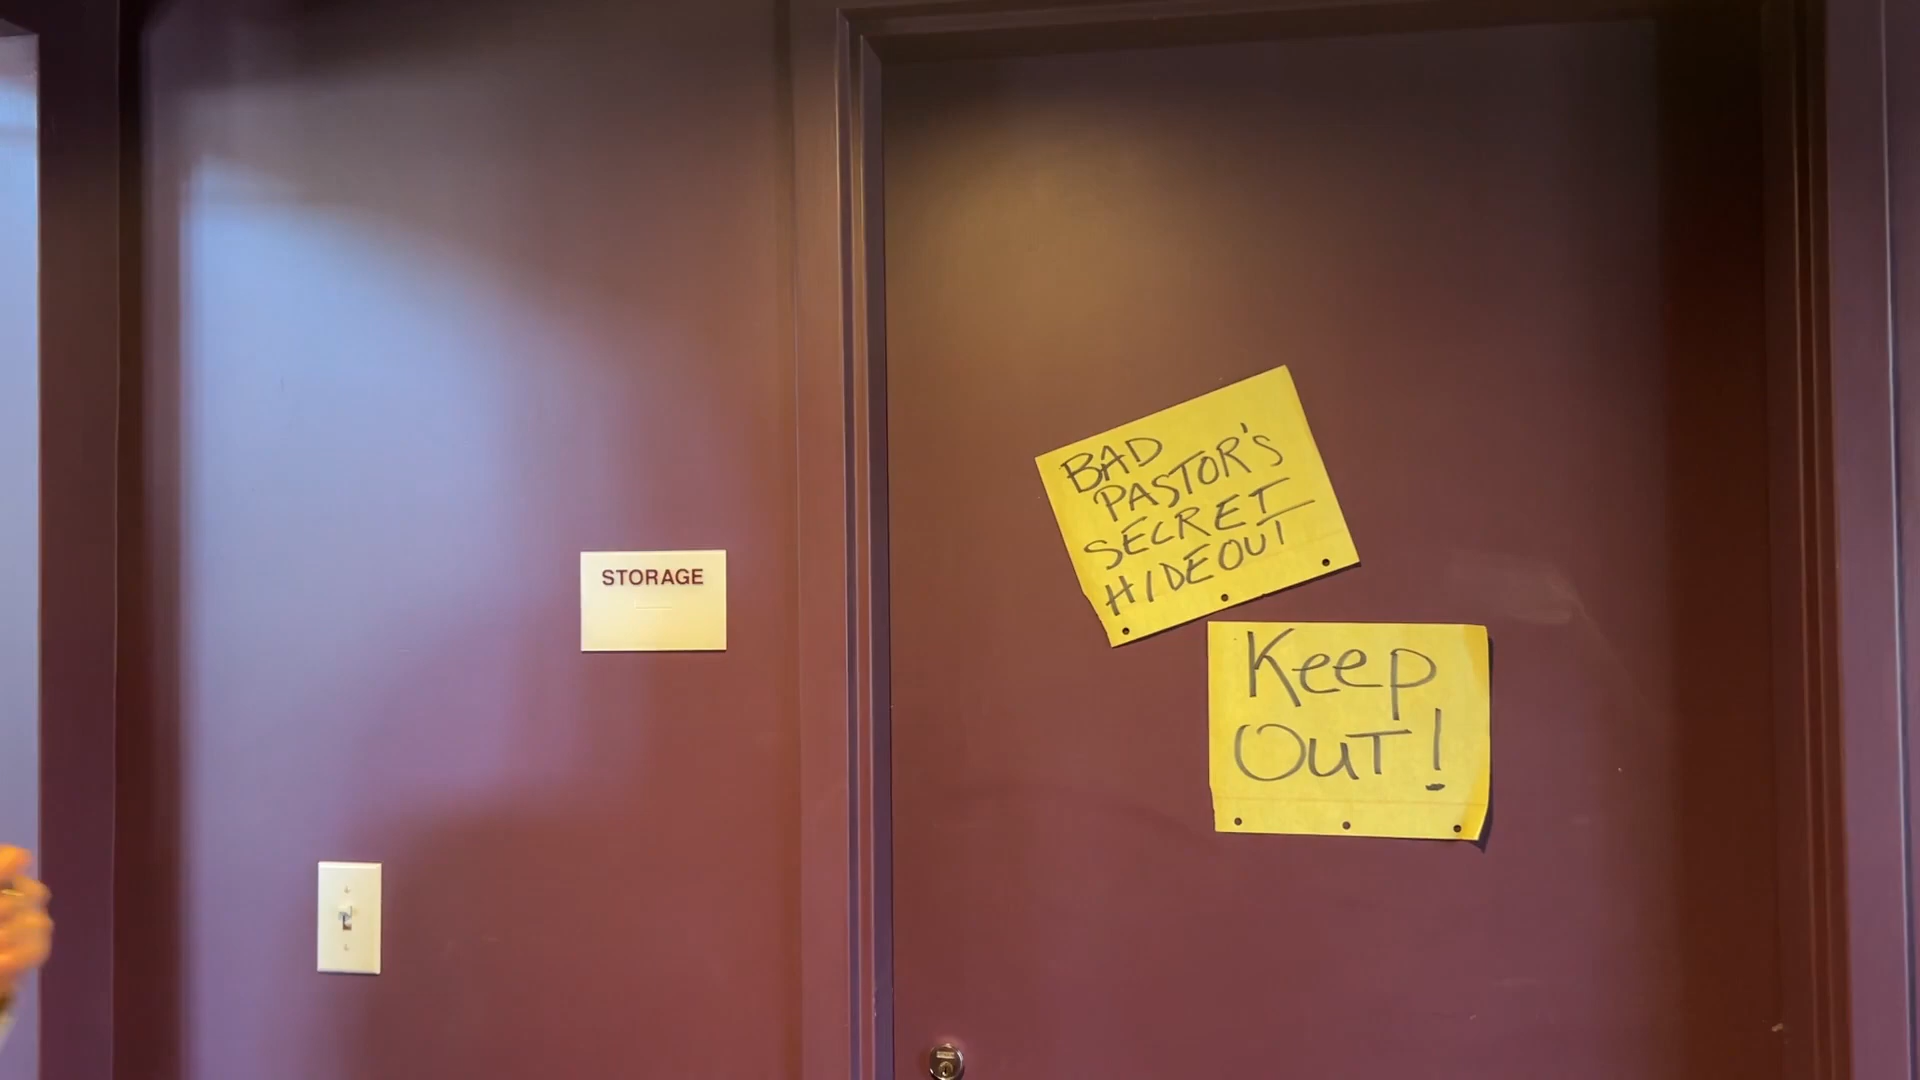 STORAGE
BAD
PASTOR'S
SECRET
HIDEOUT
Keep
OUT!